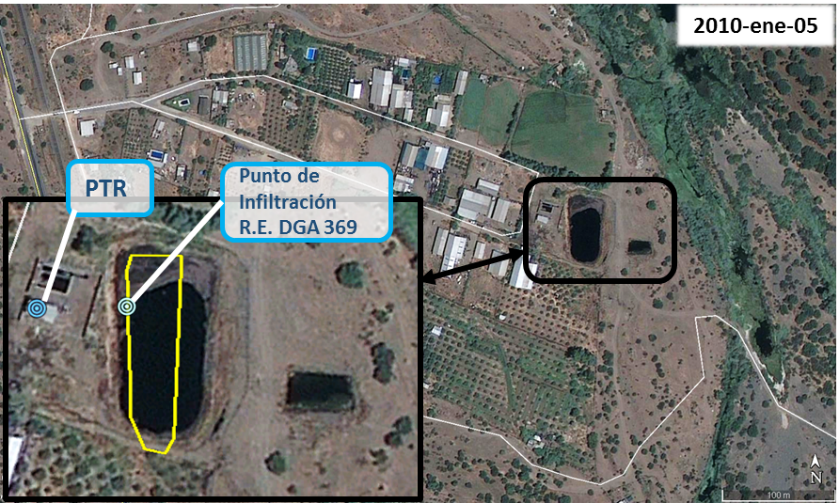 2010-ene-05
PTR
Punto de
Infiltración
R.E. DGA 369
N
100 m